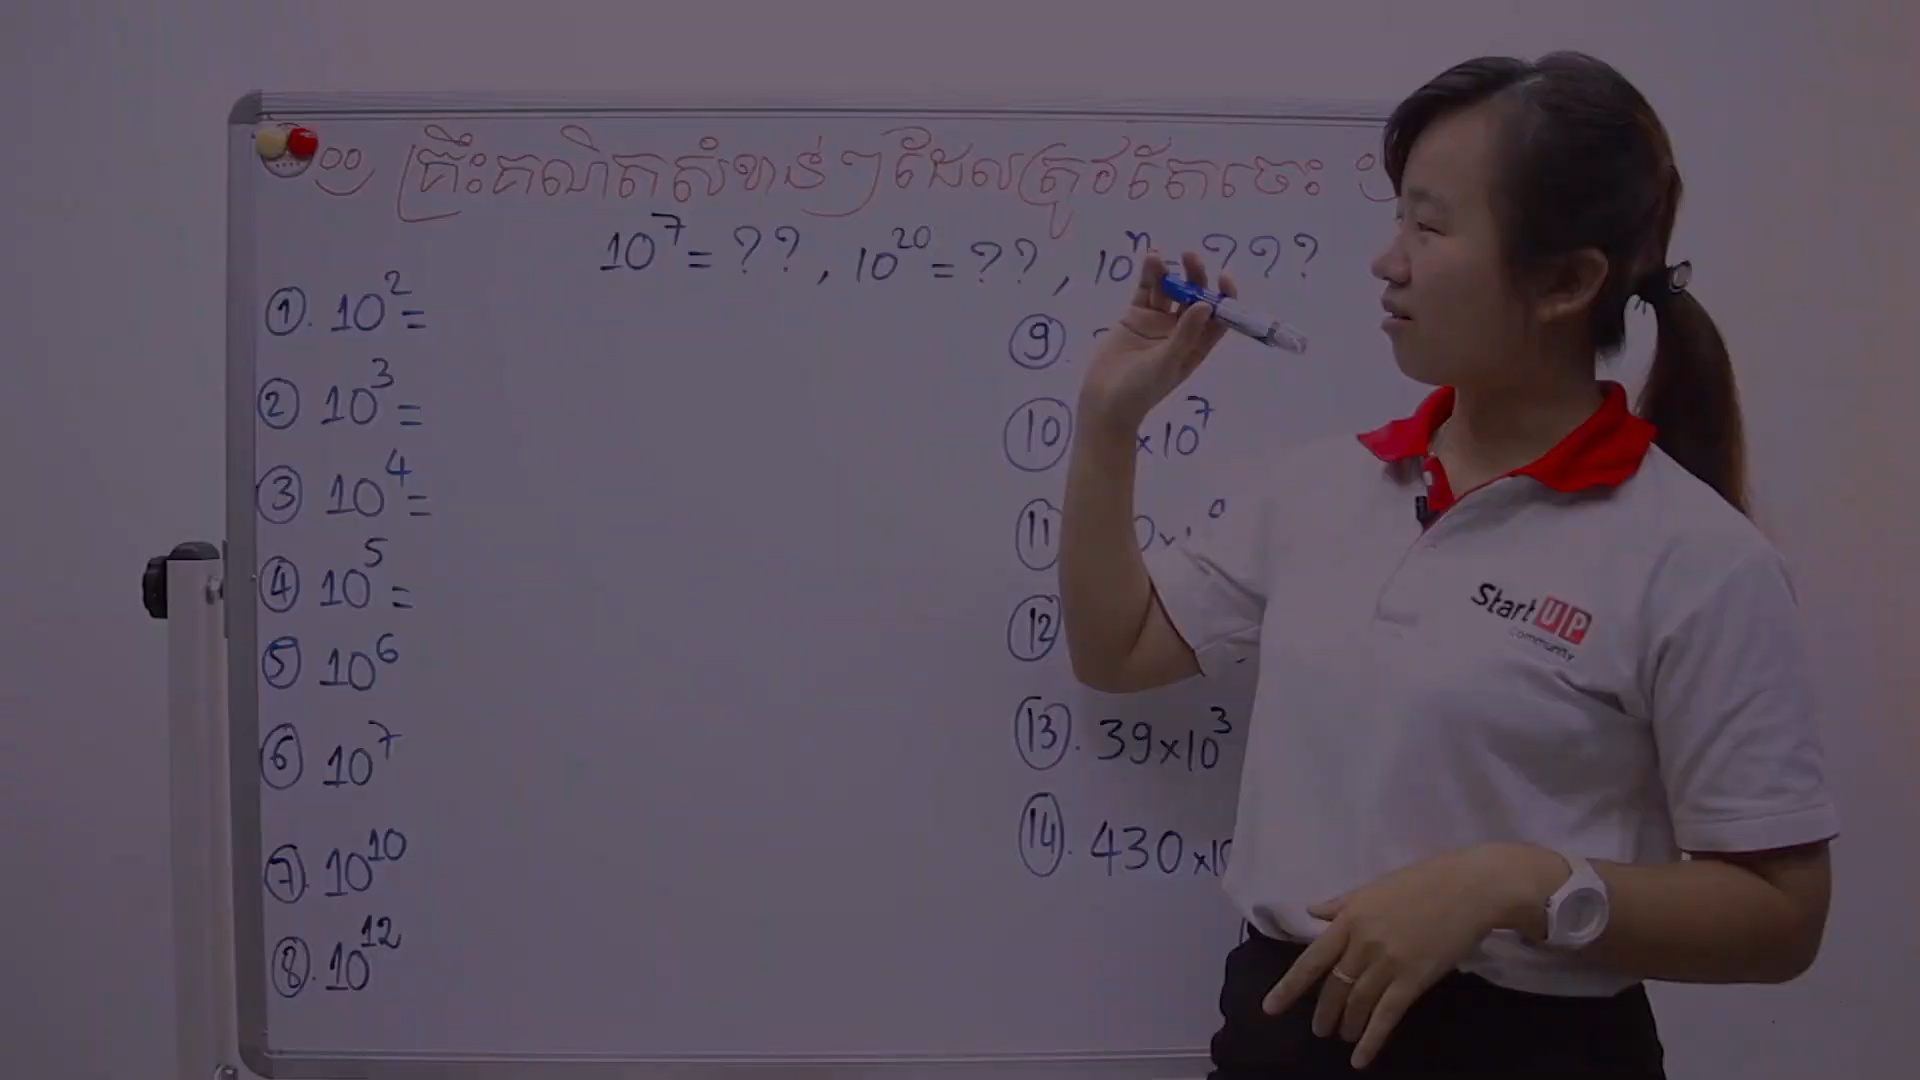 គ្រឹះគណិតសំខាន់ៗដែលត្រូវតែចេះ
10⁷ = ??, 10²⁰ = ??, 10ⁿ = ???
①. 10² =
② 10³ =
③ 10⁴ =
④ 10⁵ =
⑤ 10⁶
⑥ 10⁷
⑦. 10¹⁰
⑧. 10¹²
⑨.
⑩ ×10⁷
⑪
⑫
⑬. 39×10³
⑭. 430×10
StartUP
Community